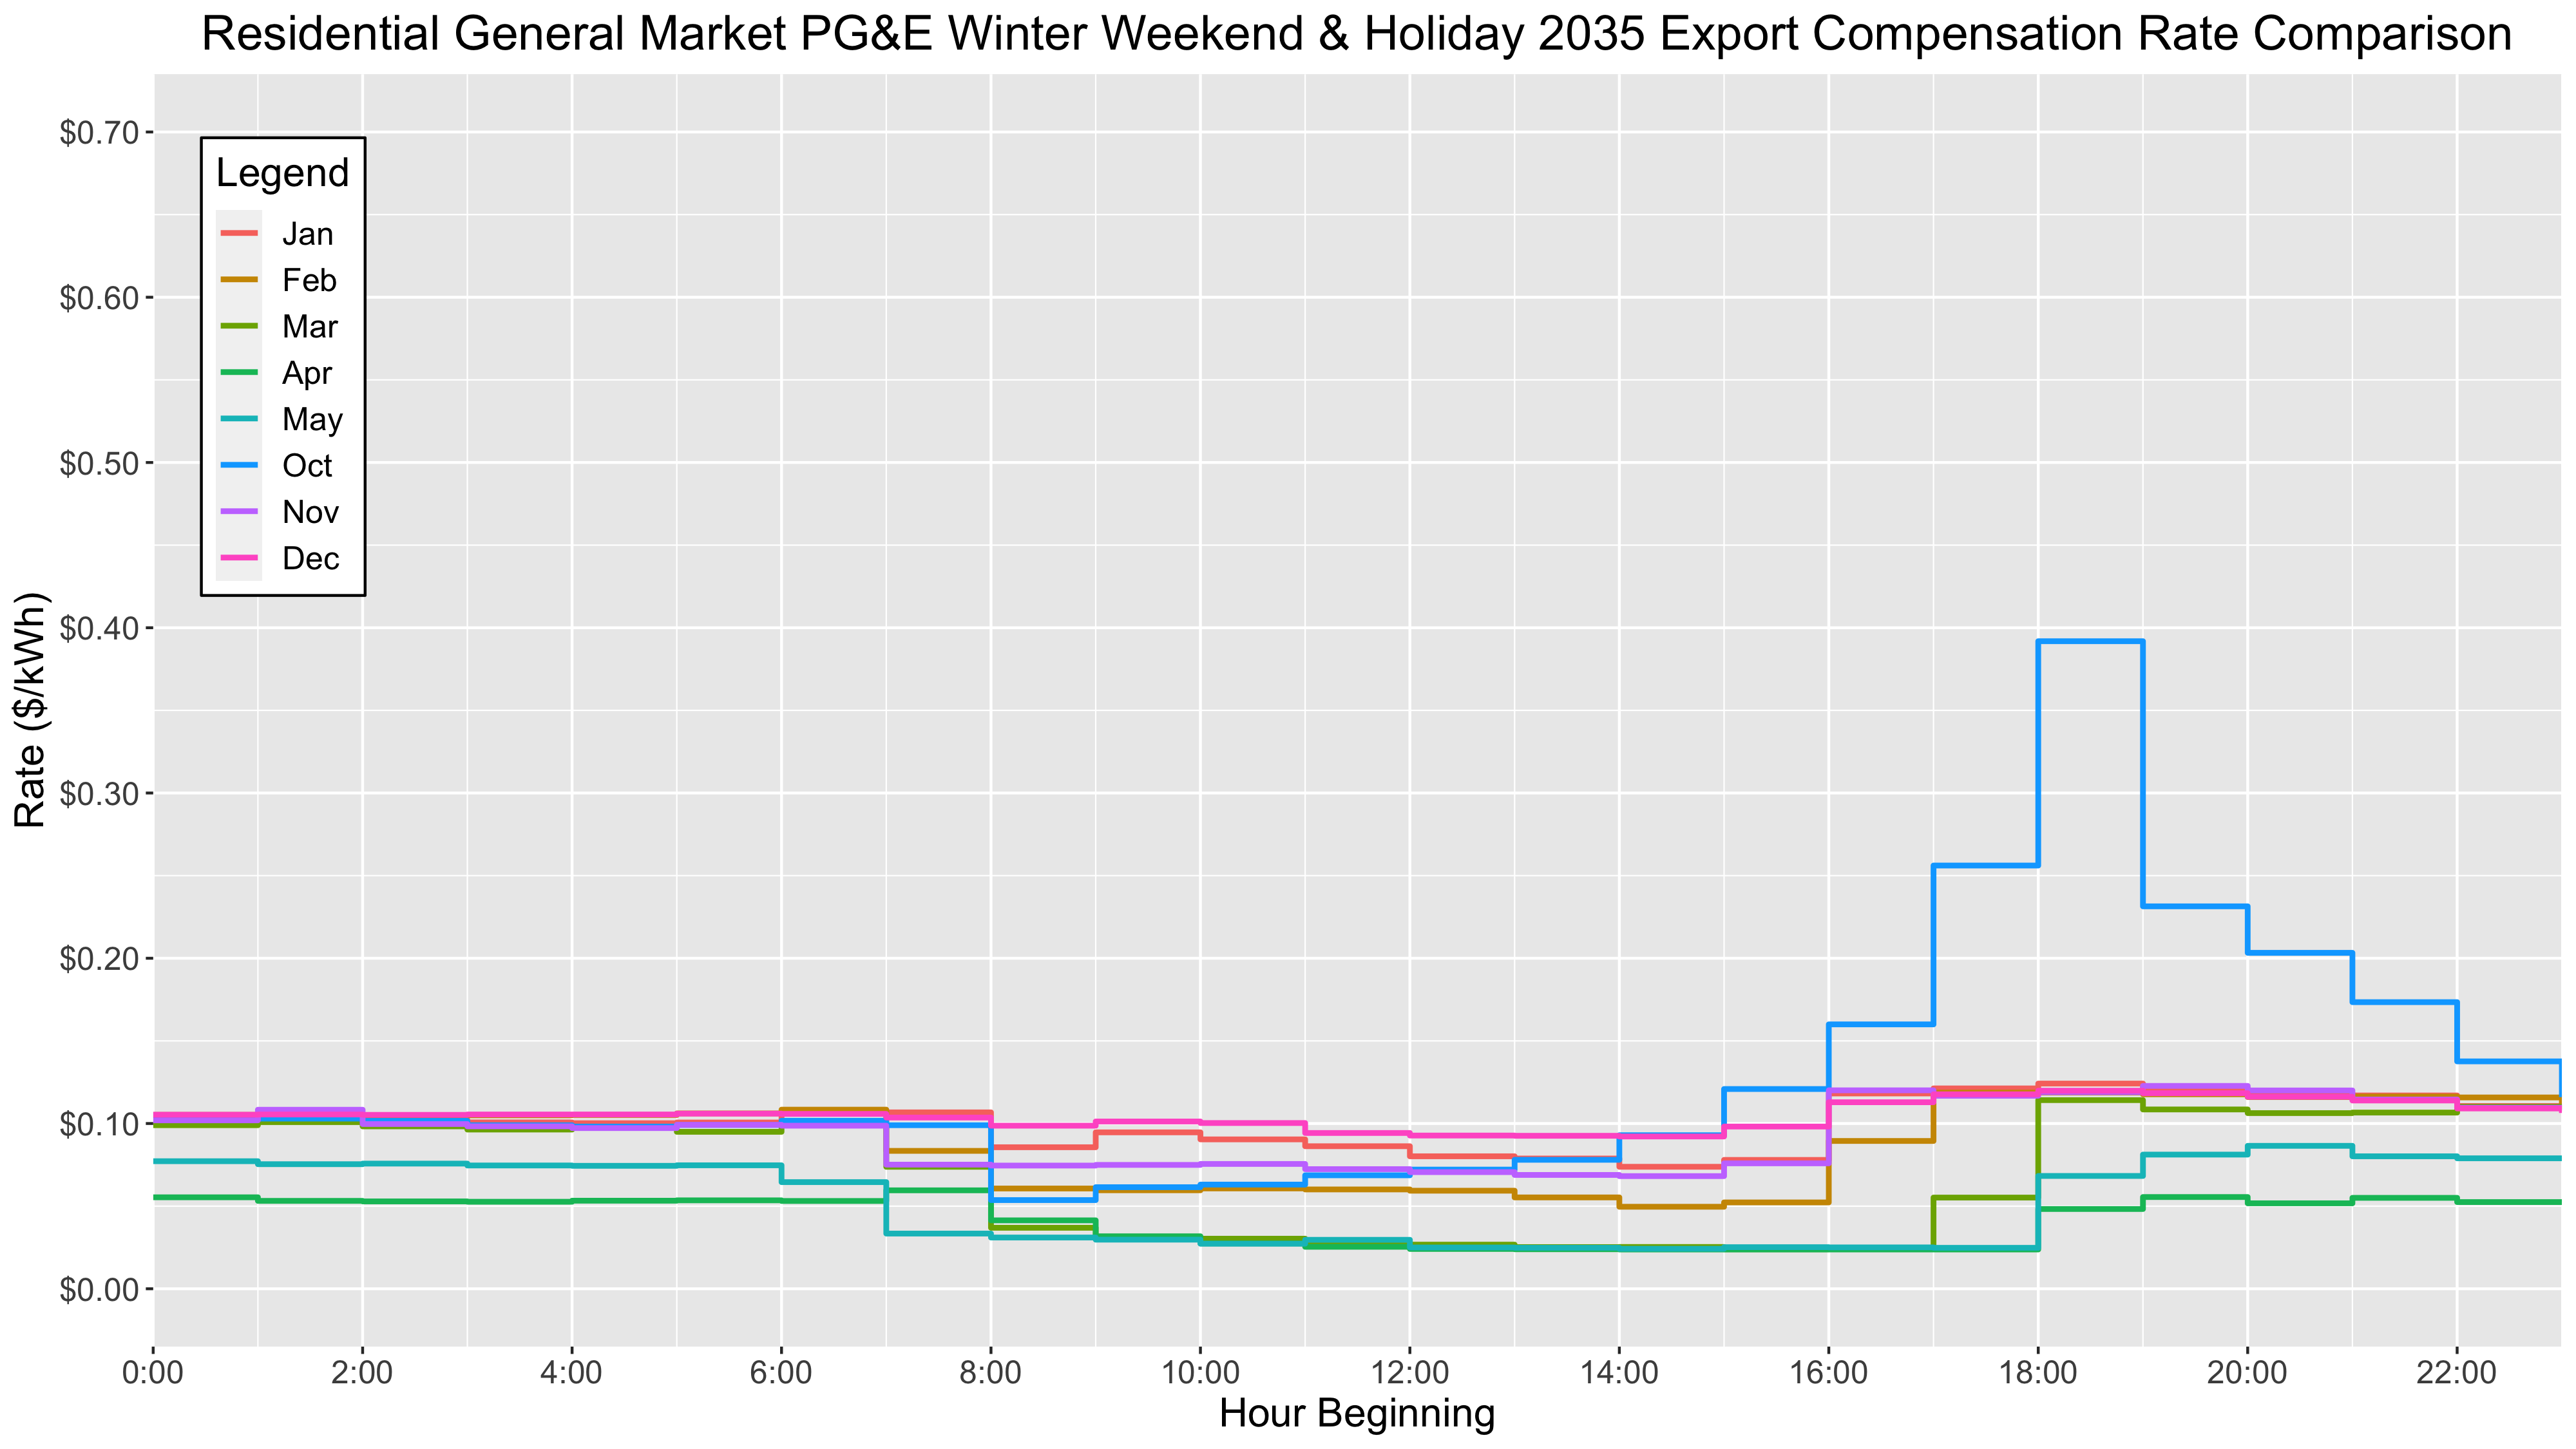 Residential General Market PG&E Winter Weekend & Holiday 2035 Export Compensation Rate Comparison
$0.70
$0.60
$0.50
$0.40
$0.30
$0.20
$0.10
$0.00
Rate ($/kWh)
Legend
Jan
Feb
Mar
Apr
May
Oct
Nov
Dec
0:00 2:00 4:00 6:00 8:00 10:00 12:00 14:00 16:00 18:00 20:00 22:00
Hour Beginning